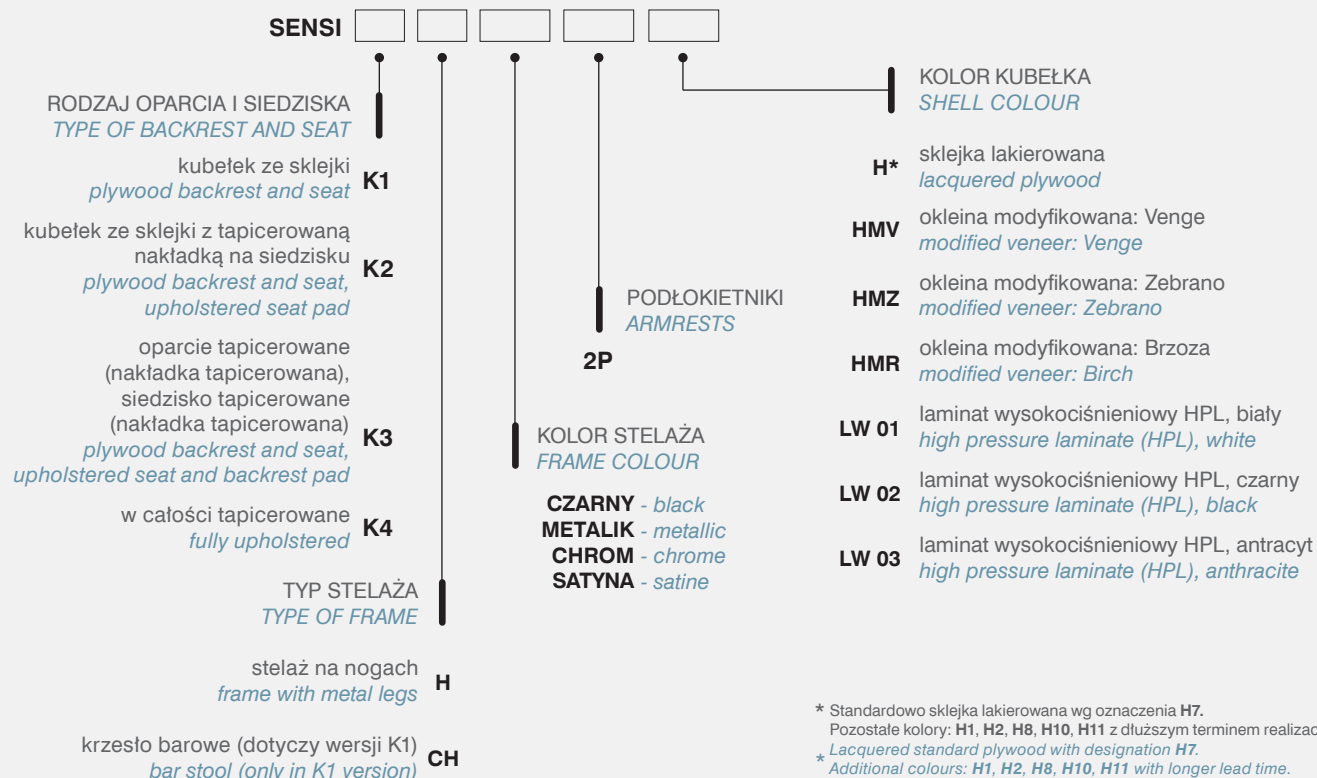 SENSI
RODZAJ OPARCIA I SIEDZISKA
TYPE OF BACKREST AND SEAT
kubełek ze sklejki
plywood backrest and seat
K1
kubełek ze sklejki z tapicerowaną
nakładką na siedzisku
plywood backrest and seat,
upholstered seat pad
K2
oparcie tapicerowane
(nakładka tapicerowana),
siedzisko tapicerowane
(nakładka tapicerowana)
plywood backrest and seat,
upholstered seat and backrest pad
K3
w całości tapicerowane
fully upholstered
K4
TYP STELAŻA
TYPE OF FRAME
stelaż na nogach
frame with metal legs
H
krzesło barowe (dotyczy wersji K1)
bar stool (only in K1 version)
CH
KOLOR STELAŻA
FRAME COLOUR
CZARNY - black
METALIK - metallic
CHROM - chrome
SATYNA - satine
PODŁOKIETNIKI
ARMRESTS
2P
KOLOR KUBEŁKA
SHELL COLOUR
H*
sklejka lakierowana
lacquered plywood
HMV
okleina modyfikowana: Venge
modified veneer: Venge
HMZ
okleina modyfikowana: Zebrano
modified veneer: Zebrano
HMR
okleina modyfikowana: Brzoza
modified veneer: Birch
LW 01
laminat wysokociśnieniowy HPL, biały
high pressure laminate (HPL), white
LW 02
laminat wysokociśnieniowy HPL, czarny
high pressure laminate (HPL), black
LW 03
laminat wysokociśnieniowy HPL, antracyt
high pressure laminate (HPL), anthracite
* Standardowo sklejka lakierowana wg oznaczenia H7.
Pozostałe kolory: H1, H2, H8, H10, H11 z dłuższym terminem realizac
* Lacquered standard plywood with designation H7.
Additional colours: H1, H2, H8, H10, H11 with longer lead time.